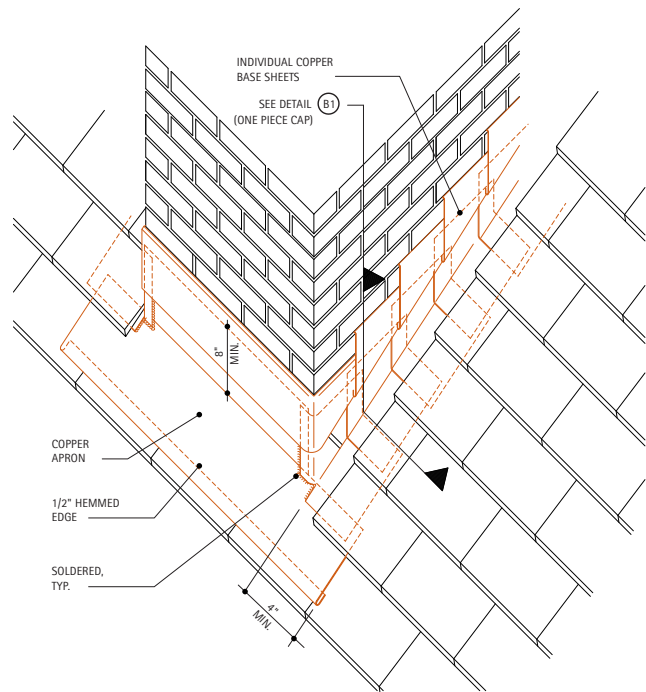 INDIVIDUAL COPPER
BASE SHEETS
SEE DETAIL B1
(ONE PIECE CAP)
8"
MIN.
COPPER
APRON
1/2" HEMMED
EDGE
SOLDERED,
TYP.
4"
MIN.